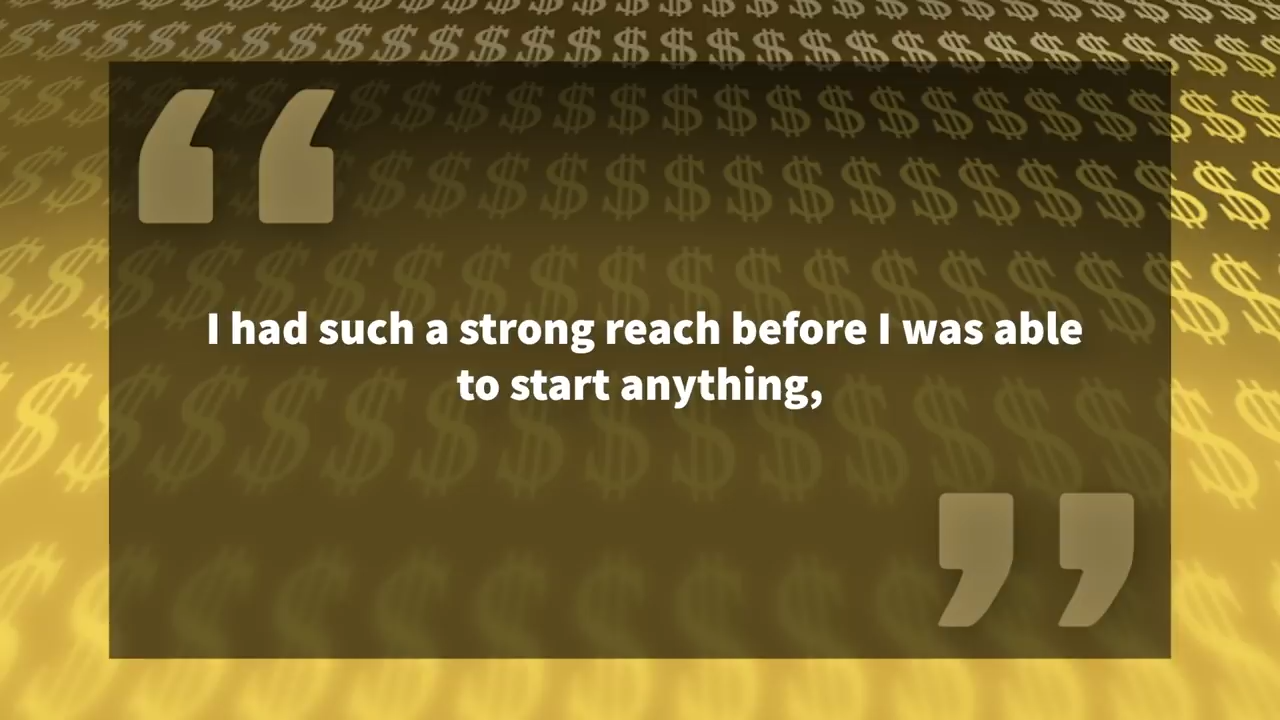 I had such a strong reach before I was able
to start anything,